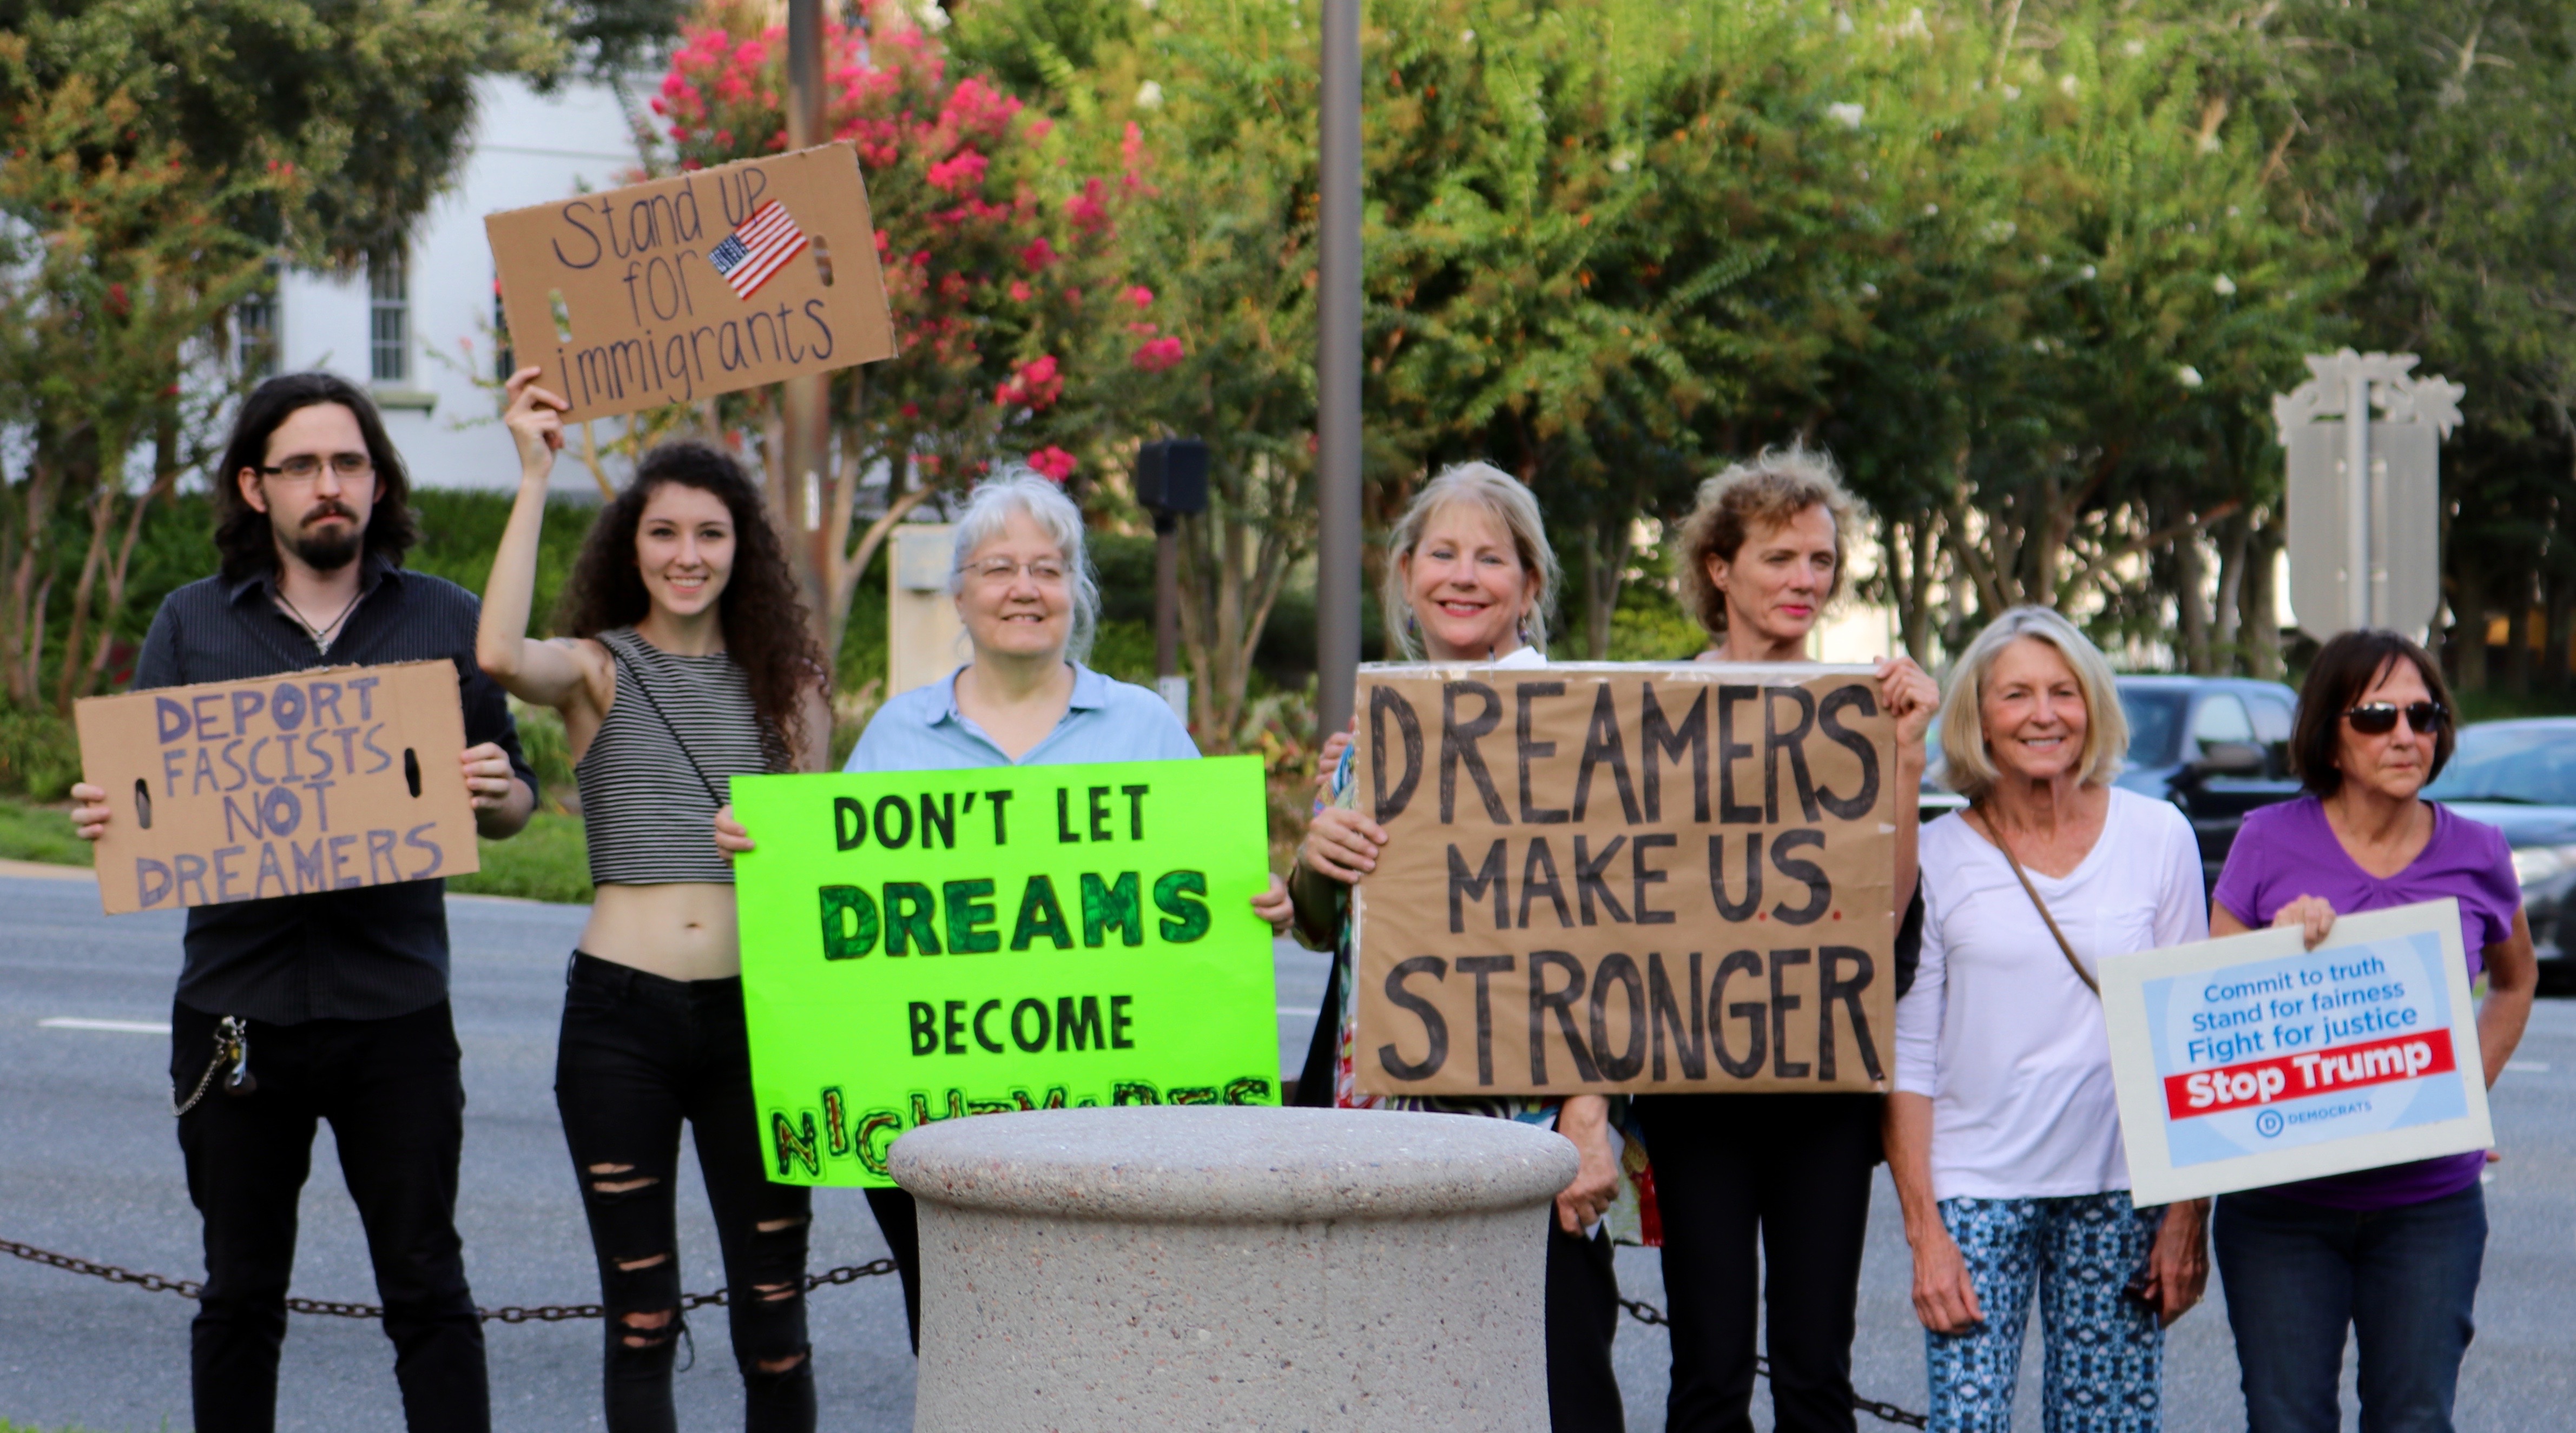 Stand UP
for
immigrants
DEPORT
FASCISTS
NOT
DREAMERS
DON'T LET
DREAMS
BECOME
NIGHTMARES
DREAMERS
MAKE U.S.
STRONGER
Commit to truth
Stand for fairness
Fight for justice
Stop Trump
D DEMOCRATS